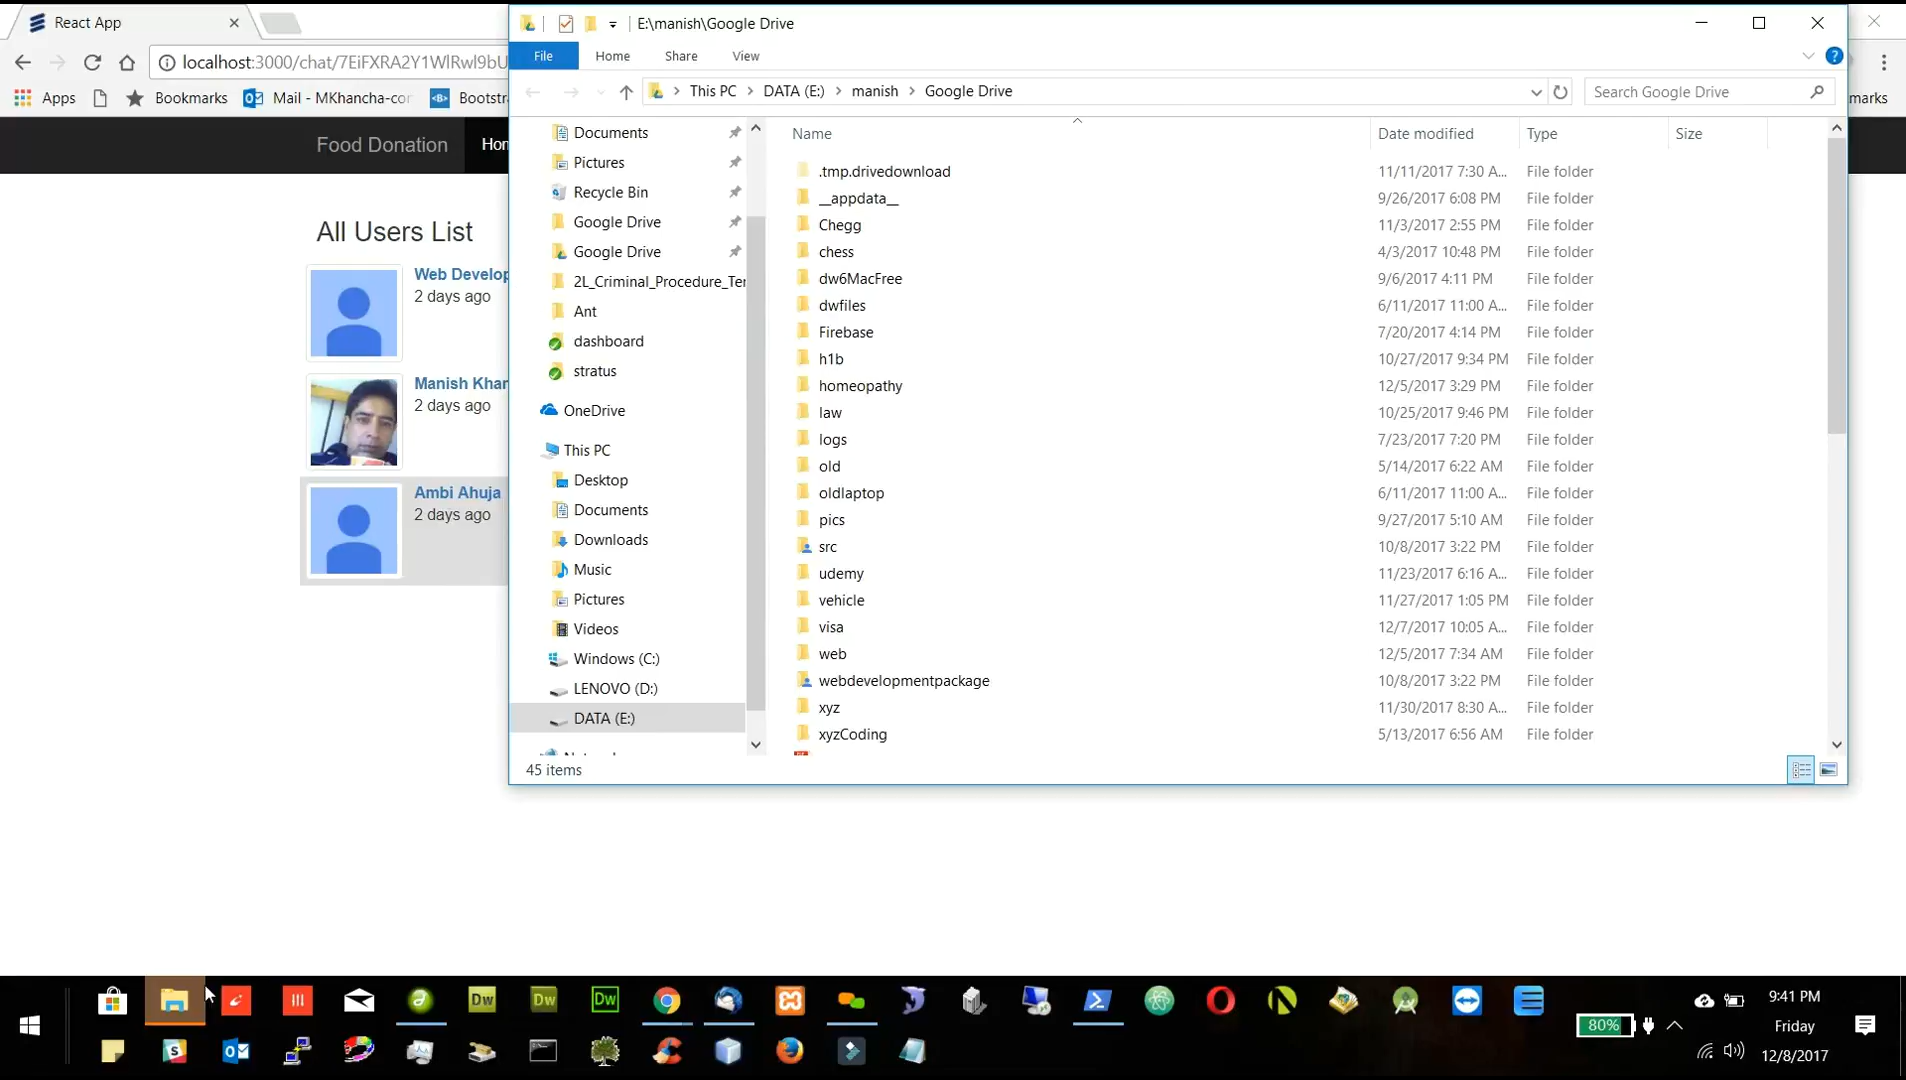 React App
E:\manish\Google Drive
localhost:3000/chat/7EiFXRA2Y1WlRwl9bU
File
Home
Share
View
Apps
Bookmarks
Mail - MKhancha-cor
Bootstr
marks
This PC > DATA (E:) > manish > Google Drive
Search Google Drive
Food Donation
Hom
All Users List
Web Develop
2 days ago
Manish Khan
2 days ago
Ambi Ahuja
2 days ago
Documents
Pictures
Recycle Bin
Google Drive
Google Drive
2L_Criminal_Procedure_Ter
Ant
dashboard
stratus
OneDrive
This PC
Desktop
Documents
Downloads
Music
Pictures
Videos
Windows (C:)
LENOVO (D:)
DATA (E:)
Name Date modified Type Size
.tmp.drivedownload 11/11/2017 7:30 A... File folder
__appdata__ 9/26/2017 6:08 PM File folder
Chegg 11/3/2017 2:55 PM File folder
chess 4/3/2017 10:48 PM File folder
dw6MacFree 9/6/2017 4:11 PM File folder
dwfiles 6/11/2017 11:00 A... File folder
Firebase 7/20/2017 4:14 PM File folder
h1b 10/27/2017 9:34 PM File folder
homeopathy 12/5/2017 3:29 PM File folder
law 10/25/2017 9:46 PM File folder
logs 7/23/2017 7:20 PM File folder
old 5/14/2017 6:22 AM File folder
oldlaptop 6/11/2017 11:00 A... File folder
pics 9/27/2017 5:10 AM File folder
src 10/8/2017 3:22 PM File folder
udemy 11/23/2017 6:16 A... File folder
vehicle 11/27/2017 1:05 PM File folder
visa 12/7/2017 10:05 A... File folder
web 12/5/2017 7:34 AM File folder
webdevelopmentpackage 10/8/2017 3:22 PM File folder
xyz 11/30/2017 8:30 A... File folder
xyzCoding 5/13/2017 6:56 AM File folder
45 items
Dw
Dw
Dw
80%
9:41 PM
Friday
12/8/2017